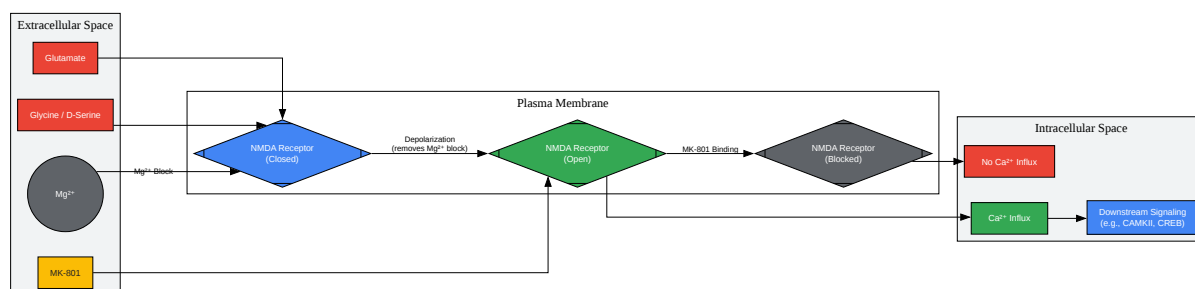 Extracellular Space
Glutamate
Glycine / D-Serine
Mg²⁺
MK-801
Mg²⁺ Block
Plasma Membrane
NMDA Receptor
(Closed)
Depolarization
(removes Mg²⁺ block)
NMDA Receptor
(Open)
MK-801 Binding
NMDA Receptor
(Blocked)
Intracellular Space
No Ca²⁺ Influx
Ca²⁺ Influx
Downstream Signaling
(e.g., CAMKII, CREB)